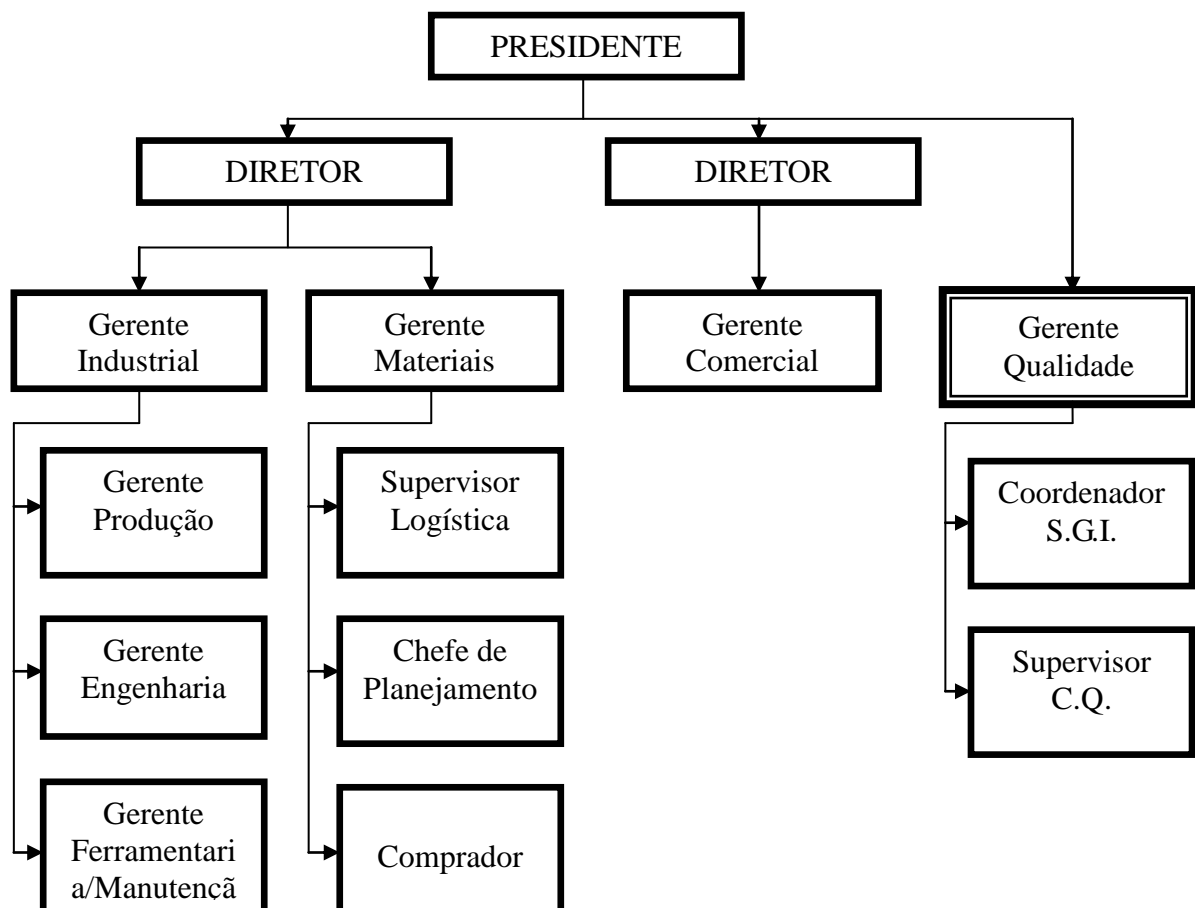 PRESIDENTE
DIRETOR
DIRETOR
Gerente
Industrial
Gerente
Materiais
Gerente
Comercial
Gerente
Qualidade
Gerente
Produção
Supervisor
Logística
Coordenador
S.G.I.
Gerente
Engenharia
Chefe de
Planejamento
Supervisor
C.Q.
Gerente
Ferramentari
a/Manutençã
Comprador